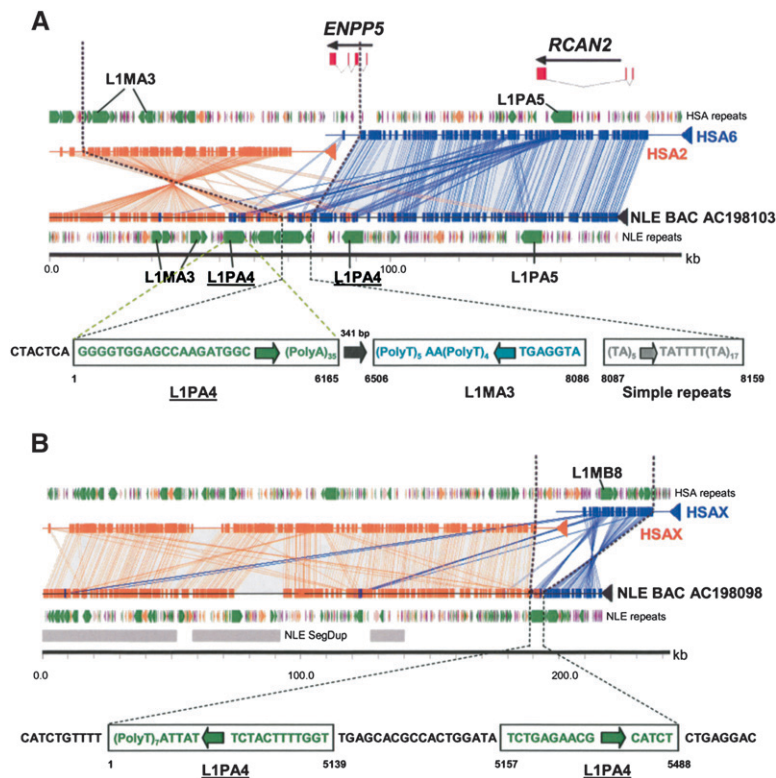 A
ENPP5
RCAN2
L1MA3
L1PA5
HSA repeats
HSA6
HSA2
NLE BAC AC198103
NLE repeats
0.0
100.0
kb
L1MA3
L1PA4
L1PA4
L1PA5
CTACTCA
GGGGTGGAGCCAAGATGGC
(PolyA)35
341 bp
(PolyT)5 AA(PolyT)4
TGAGGTA
(TA)5
TATTTT(TA)17
1
6165
6506
8086
8087
8159
L1PA4
L1MA3
Simple repeats
B
L1MB8
HSA repeats
HSAX
HSAX
NLE BAC AC198098
NLE repeats
NLE SegDup
kb
0.0
100.0
200.0
CATCTGTTTT
(PolyT)7ATTAT
TCTACTTTTGGT
TGAGCACGCCACTGGATA
TCTGAGAACG
CATCT
CTGAGGAC
1
5139
5157
5488
L1PA4
L1PA4